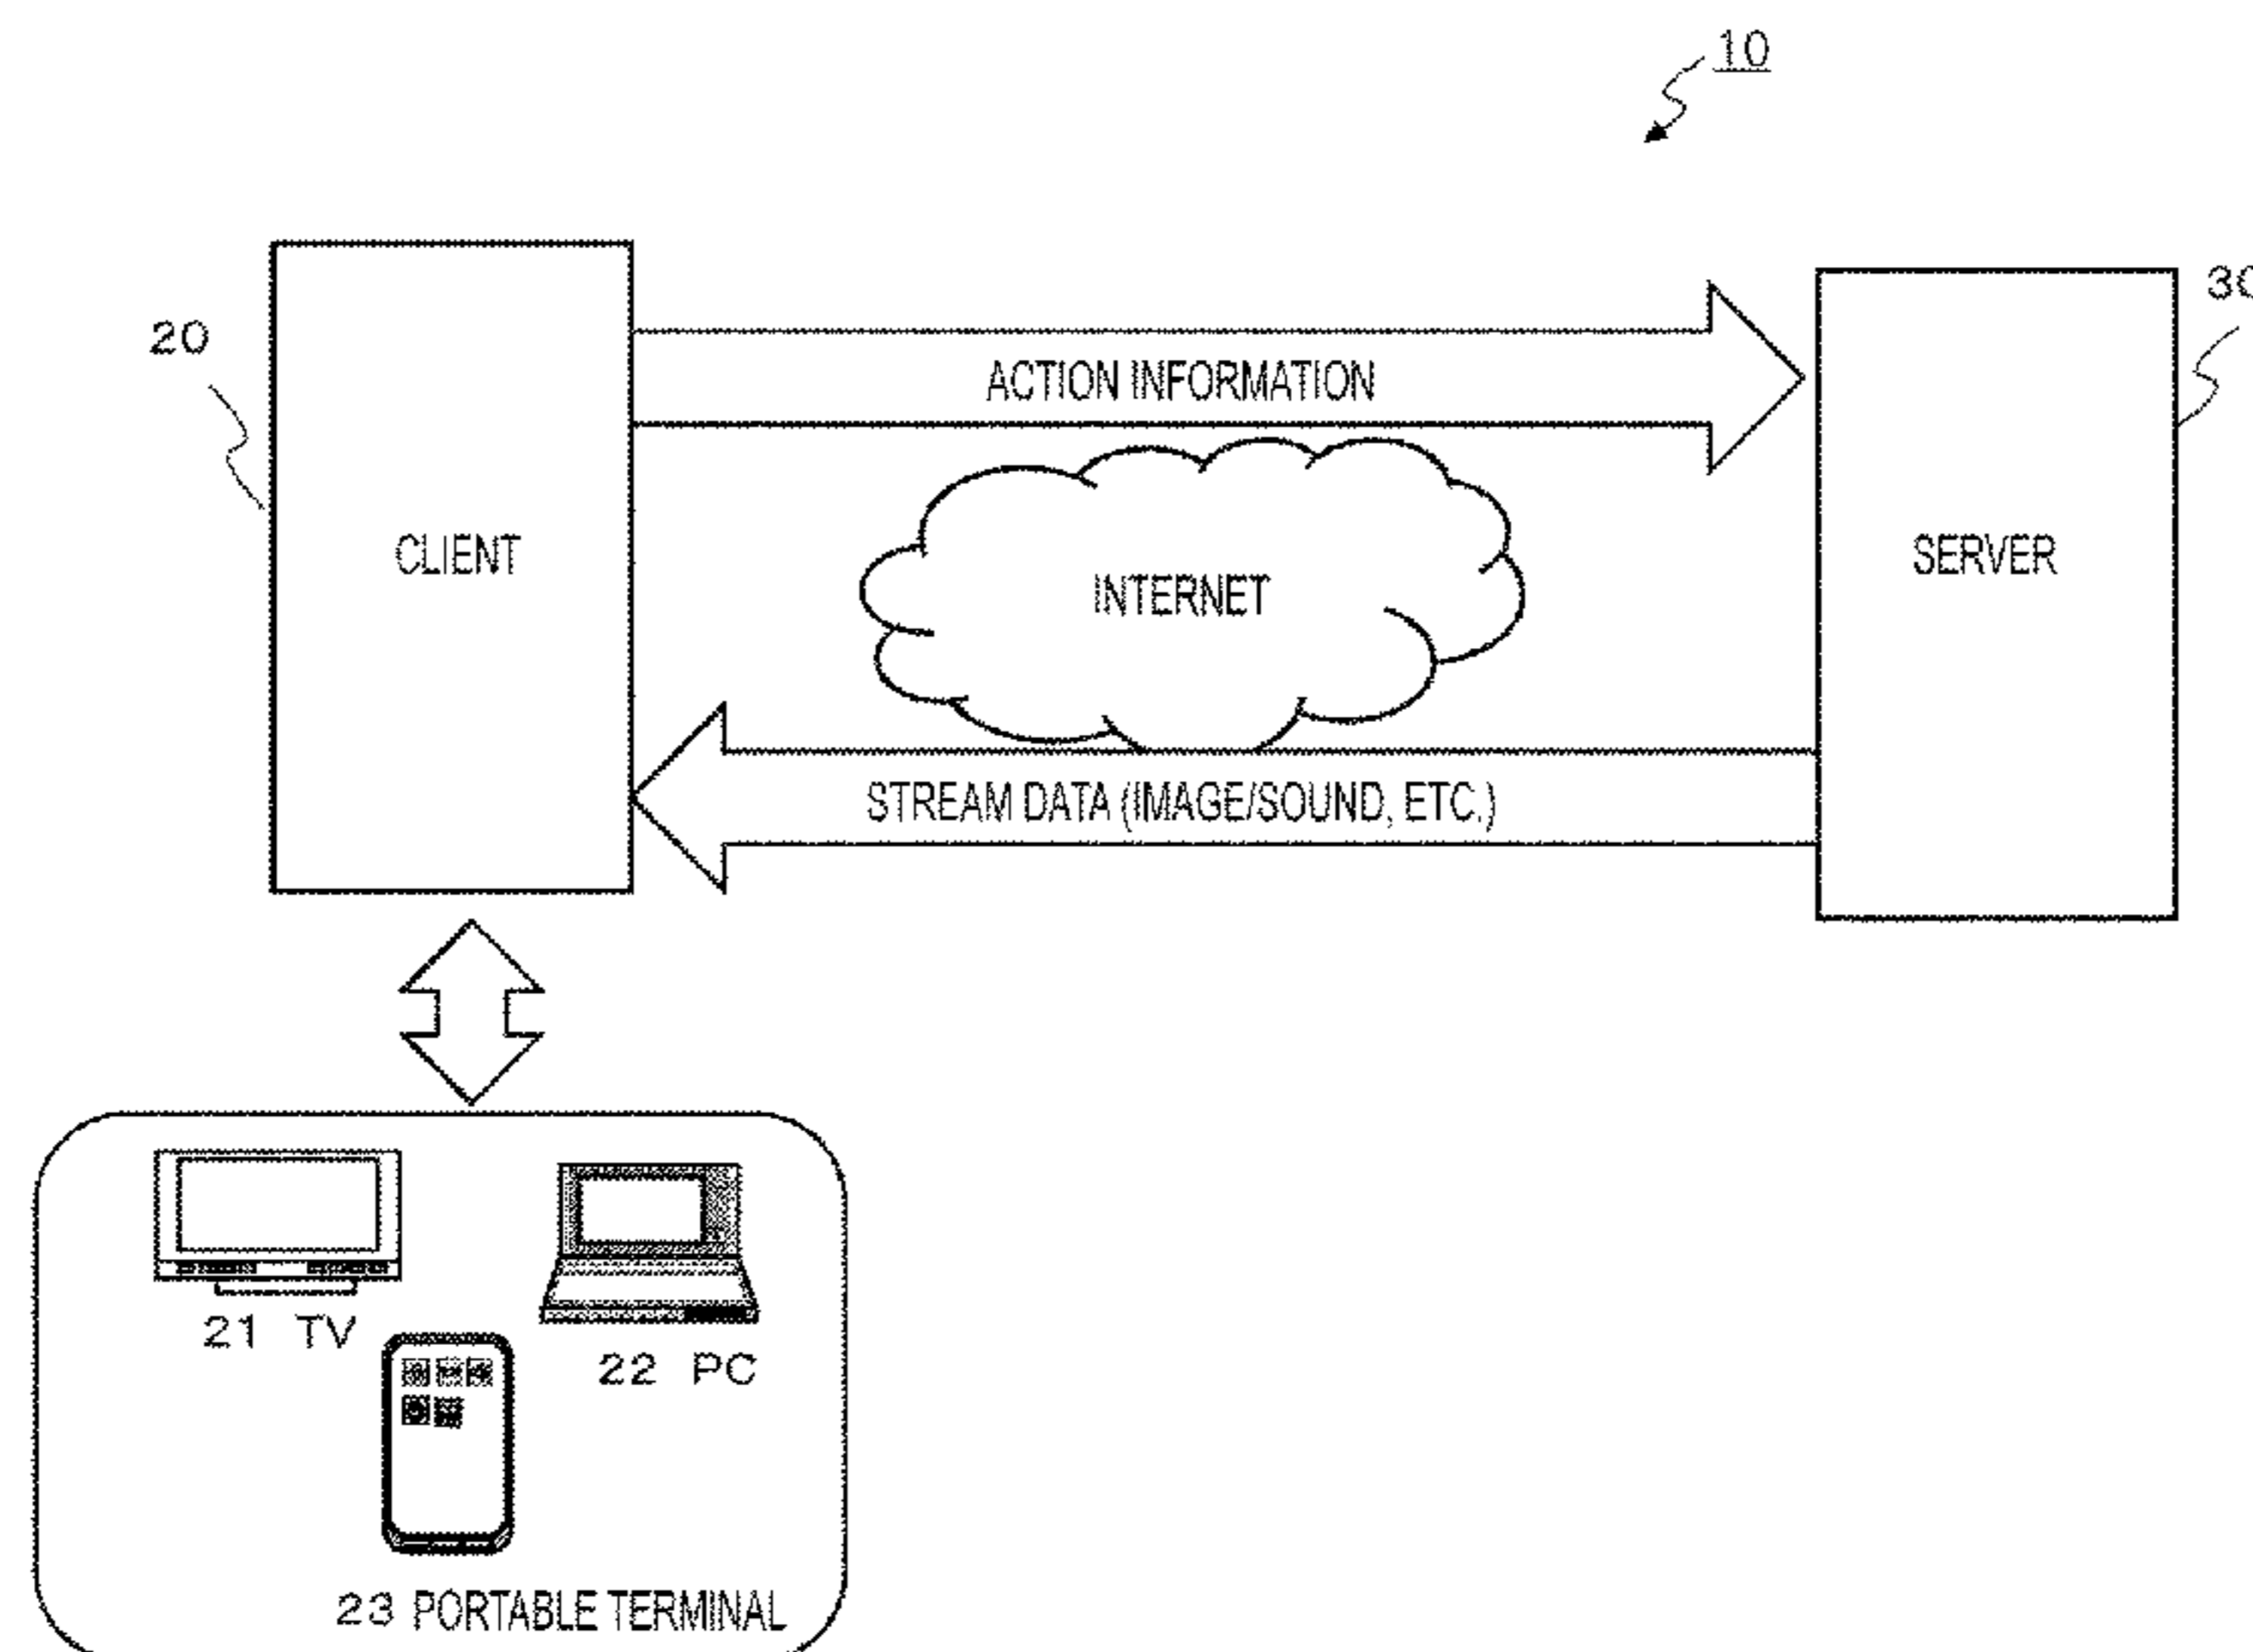 10
20
30
ACTION INFORMATION
CLIENT
INTERNET
SERVER
STREAM DATA (IMAGE/SOUND, ETC.)
21 TV
22 PC
23 PORTABLE TERMINAL